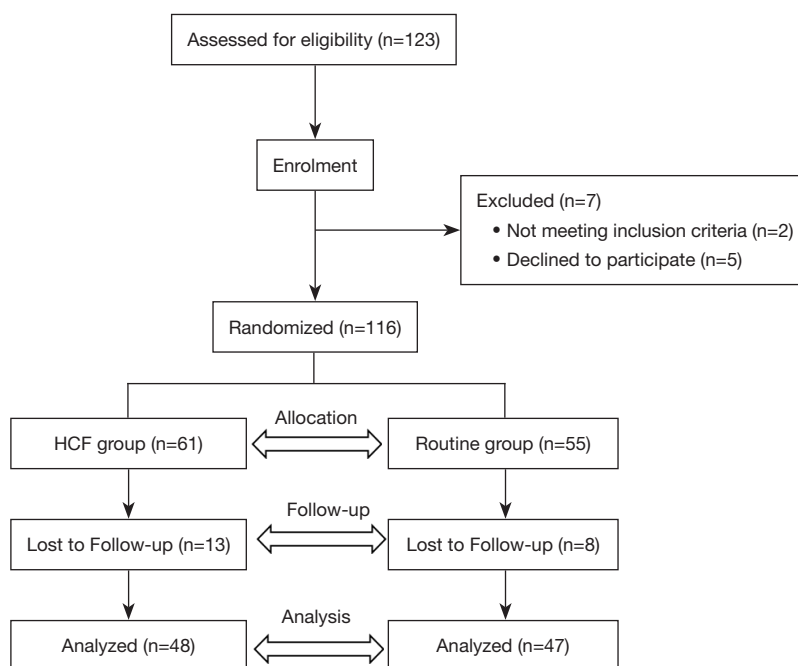 Assessed for eligibility (n=123)
Enrolment
Excluded (n=7)
• Not meeting inclusion criteria (n=2)
• Declined to participate (n=5)
Randomized (n=116)
Allocation
HCF group (n=61)
Routine group (n=55)
Follow-up
Lost to Follow-up (n=13)
Lost to Follow-up (n=8)
Analysis
Analyzed (n=48)
Analyzed (n=47)